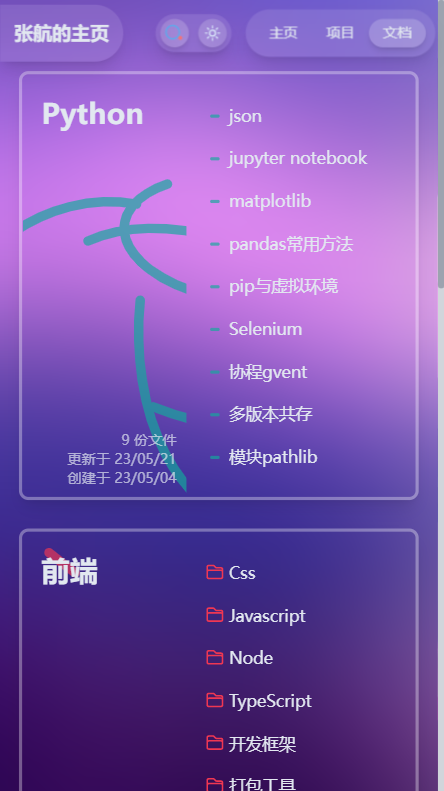 张航的主页
主页 项目 文档
Python
json
jupyter notebook
matplotlib
pandas常用方法
pip与虚拟环境
Selenium
协程gvent
多版本共存
模块pathlib
9 份文件
更新于 23/05/21
创建于 23/05/04
前端
Css
Javascript
Node
TypeScript
开发框架
打包工具